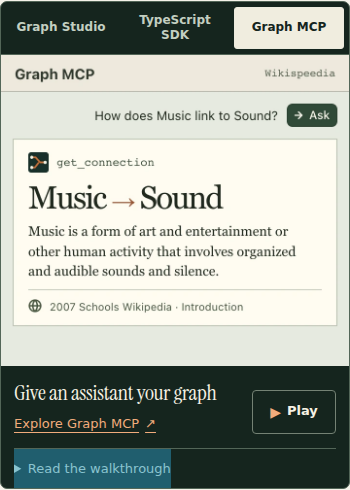 Graph Studio
TypeScript
SDK
Graph MCP
Graph MCP
Wikispeedia
How does Music link to Sound?
→ Ask
get_connection
Music → Sound
Music is a form of art and entertainment or
other human activity that involves organized
and audible sounds and silence.
2007 Schools Wikipedia · Introduction
Give an assistant your graph
Explore Graph MCP ↗
▶ Play
▶ Read the walkthrough